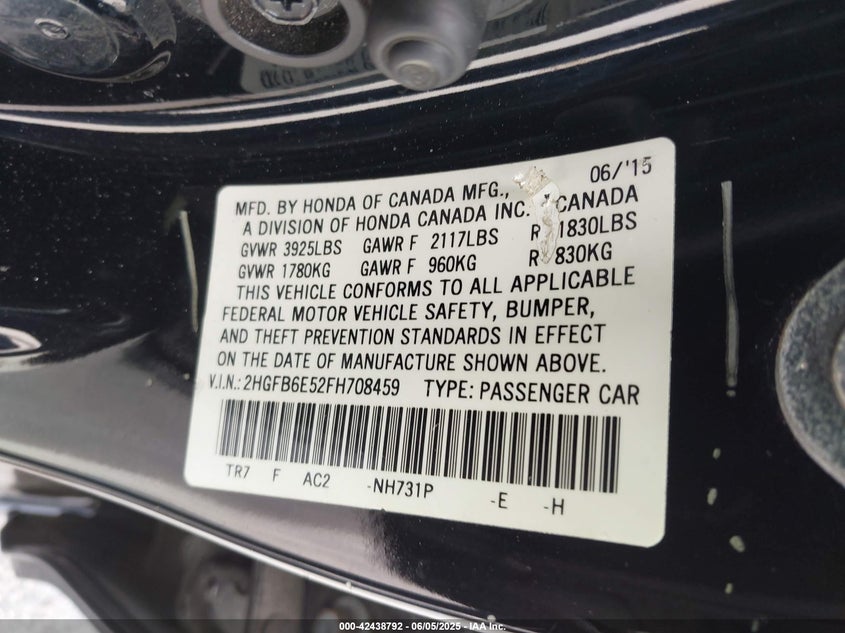 06/'15
MFD. BY HONDA OF CANADA MFG.,
A DIVISION OF HONDA CANADA INC. CANADA
GVWR 3925LBS GAWR F 2117LBS R 1830LBS
GVWR 1780KG GAWR F 960KG R 830KG
THIS VEHICLE CONFORMS TO ALL APPLICABLE
FEDERAL MOTOR VEHICLE SAFETY, BUMPER,
AND THEFT PREVENTION STANDARDS IN EFFECT
ON THE DATE OF MANUFACTURE SHOWN ABOVE.
V.I.N.: 2HGFB6E52FH708459 TYPE: PASSENGER CAR
TR7 F AC2 -NH731P -E -H
000-42438792 - 06/05/2025 - IAA Inc.